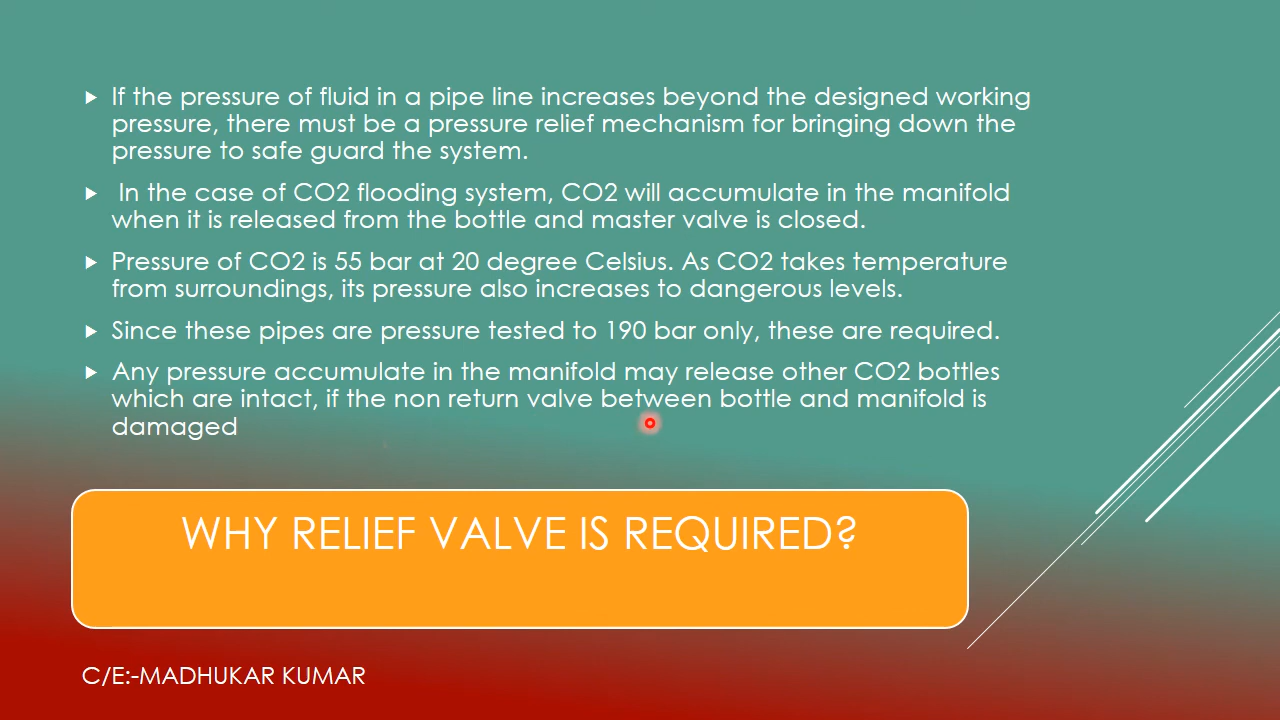 If the pressure of fluid in a pipe line increases beyond the designed working
pressure, there must be a pressure relief mechanism for bringing down the
pressure to safe guard the system.
In the case of CO2 flooding system, CO2 will accumulate in the manifold
when it is released from the bottle and master valve is closed.
Pressure of CO2 is 55 bar at 20 degree Celsius. As CO2 takes temperature
from surroundings, its pressure also increases to dangerous levels.
Since these pipes are pressure tested to 190 bar only, these are required.
Any pressure accumulate in the manifold may release other CO2 bottles
which are intact, if the non return valve between bottle and manifold is
damaged
WHY RELIEF VALVE IS REQUIRED?
C/E:-MADHUKAR KUMAR